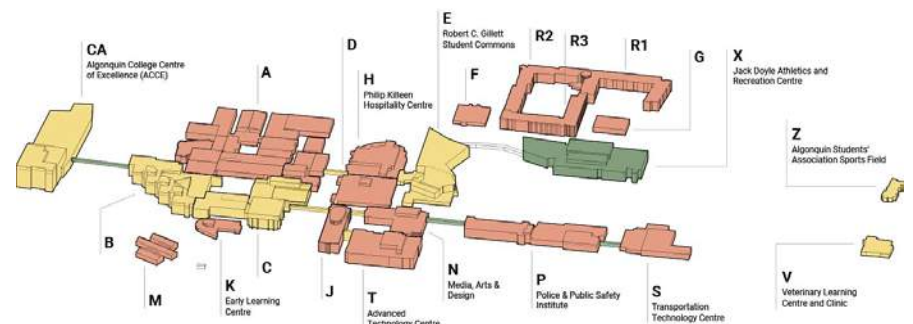 CA
Algonquin College Centre
of Excellence (ACCE)
A
D
H
Philip Killeen
Hospitality Centre
E
Robert C. Gillett
Student Commons
F
R2
R3
R1
G
X
Jack Doyle Athletics and
Recreation Centre
Z
Algonquin Students'
Association Sports Field
B
M
K
Early Learning
Centre
C
J
T
Advanced
Technology Centre
N
Media, Arts &
Design
P
Police & Public Safety
Institute
S
Transportation
Technology Centre
V
Veterinary Learning
Centre and Clinic